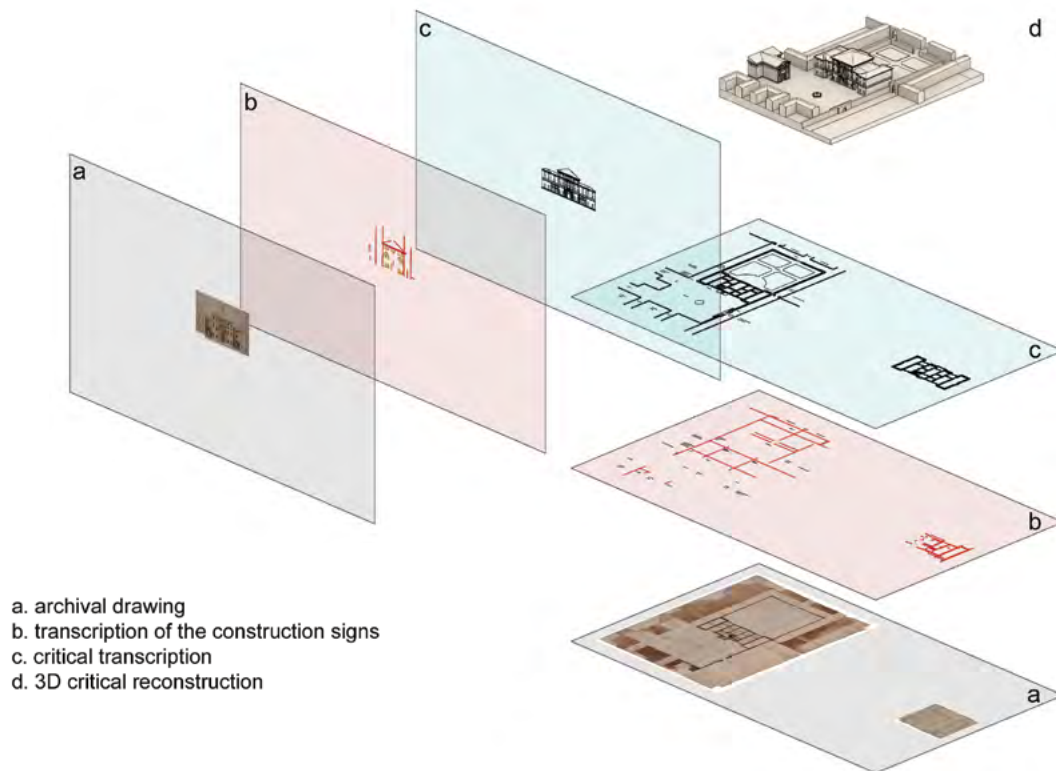 c
d
b
a
c
b
a
a. archival drawing
b. transcription of the construction signs
c. critical transcription
d. 3D critical reconstruction